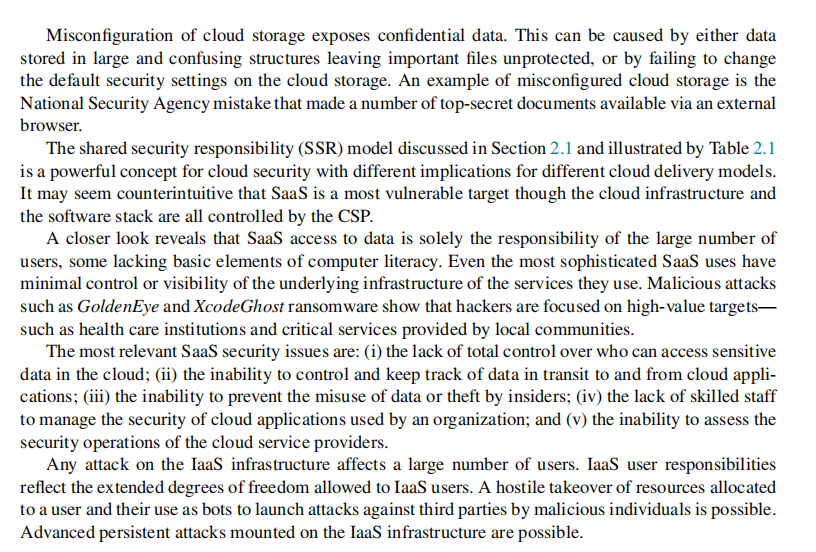 Misconfiguration of cloud storage exposes confidential data. This can be caused by either data
stored in large and confusing structures leaving important files unprotected, or by failing to change
the default security settings on the cloud storage. An example of misconfigured cloud storage is the
National Security Agency mistake that made a number of top-secret documents available via an external
browser.
The shared security responsibility (SSR) model discussed in Section 2.1 and illustrated by Table 2.1
is a powerful concept for cloud security with different implications for different cloud delivery models.
It may seem counterintuitive that SaaS is a most vulnerable target though the cloud infrastructure and
the software stack are all controlled by the CSP.
A closer look reveals that SaaS access to data is solely the responsibility of the large number of
users, some lacking basic elements of computer literacy. Even the most sophisticated SaaS uses have
minimal control or visibility of the underlying infrastructure of the services they use. Malicious attacks
such as GoldenEye and XcodeGhost ransomware show that hackers are focused on high-value targets—
such as health care institutions and critical services provided by local communities.
The most relevant SaaS security issues are: (i) the lack of total control over who can access sensitive
data in the cloud; (ii) the inability to control and keep track of data in transit to and from cloud appli-
cations; (iii) the inability to prevent the misuse of data or theft by insiders; (iv) the lack of skilled staff
to manage the security of cloud applications used by an organization; and (v) the inability to assess the
security operations of the cloud service providers.
Any attack on the IaaS infrastructure affects a large number of users. IaaS user responsibilities
reflect the extended degrees of freedom allowed to IaaS users. A hostile takeover of resources allocated
to a user and their use as bots to launch attacks against third parties by malicious individuals is possible.
Advanced persistent attacks mounted on the IaaS infrastructure are possible.